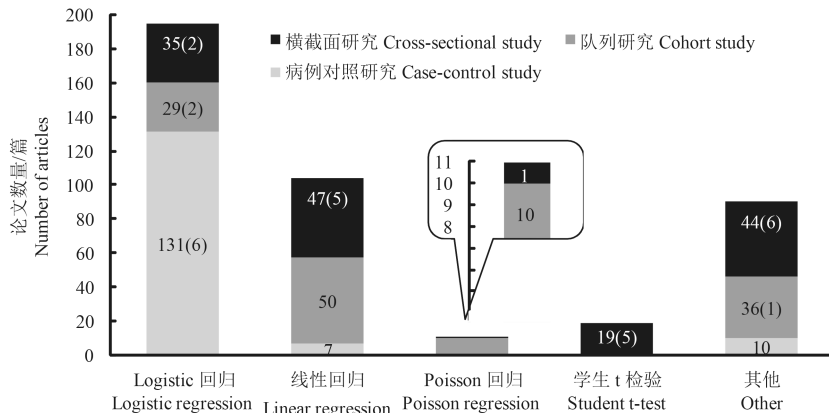 论文数量/篇
Number of articles
200
180
160
140
120
100
80
60
40
20
0
横截面研究 Cross-sectional study
队列研究 Cohort study
病例对照研究 Case-control study
35(2)
29(2)
131(6)
47(5)
50
7
11
10
9
8
1
10
19(5)
44(6)
36(1)
10
Logistic 回归
Logistic regression
线性回归
Linear regression
Poisson 回归
Poisson regression
学生 t 检验
Student t-test
其他
Other